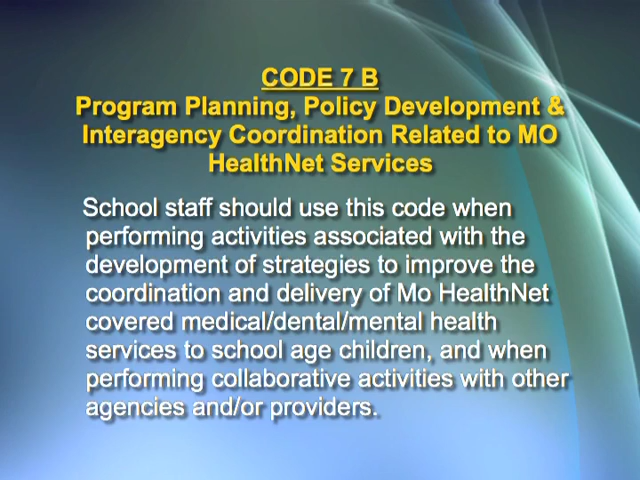 CODE 7 B
Program Planning, Policy Development &
Interagency Coordination Related to MO
HealthNet Services
School staff should use this code when
performing activities associated with the
development of strategies to improve the
coordination and delivery of Mo HealthNet
covered medical/dental/mental health
services to school age children, and when
performing collaborative activities with other
agencies and/or providers.